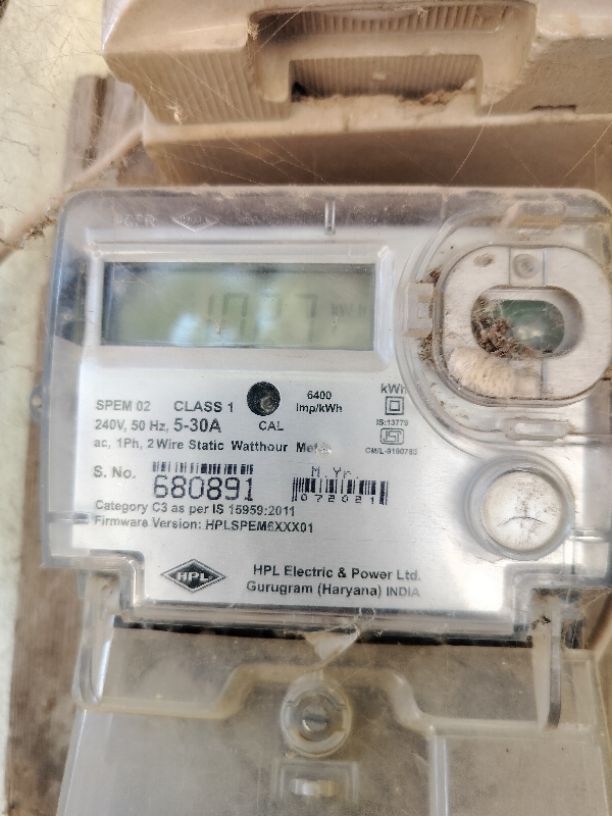 1027
SPEM 02 CLASS 1
6400
imp/kWh
kWh
240V, 50 Hz, 5-30A
CAL
IS:13779
ac, 1Ph, 2 Wire Static Watthour Meter
S. No.
680891
M. Yr.
072021
Category C3 as per IS 15959:2011
Firmware Version: HPLSPEM6XXX01
HPL
HPL Electric & Power Ltd.
Gurugram (Haryana) INDIA